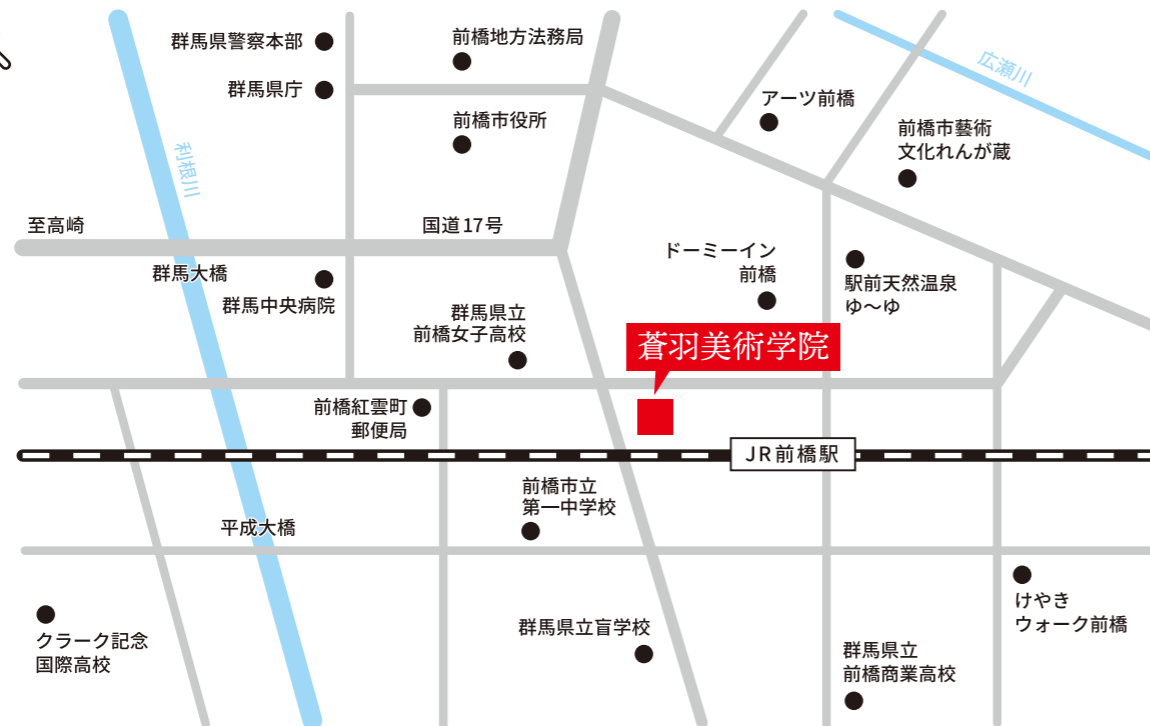 群馬県警察本部
群馬県庁
前橋地方法務局
前橋市役所
アーツ前橋
広瀬川
前橋市藝術
文化れんが蔵
利根川
至高崎
国道17号
群馬大橋
群馬中央病院
ドーミーイン
前橋
駅前天然温泉
ゆ〜ゆ
群馬県立
前橋女子高校
蒼羽美術学院
前橋紅雲町
郵便局
JR前橋駅
前橋市立
第一中学校
平成大橋
クラーク記念
国際高校
群馬県立盲学校
けやき
ウォーク前橋
群馬県立
前橋商業高校